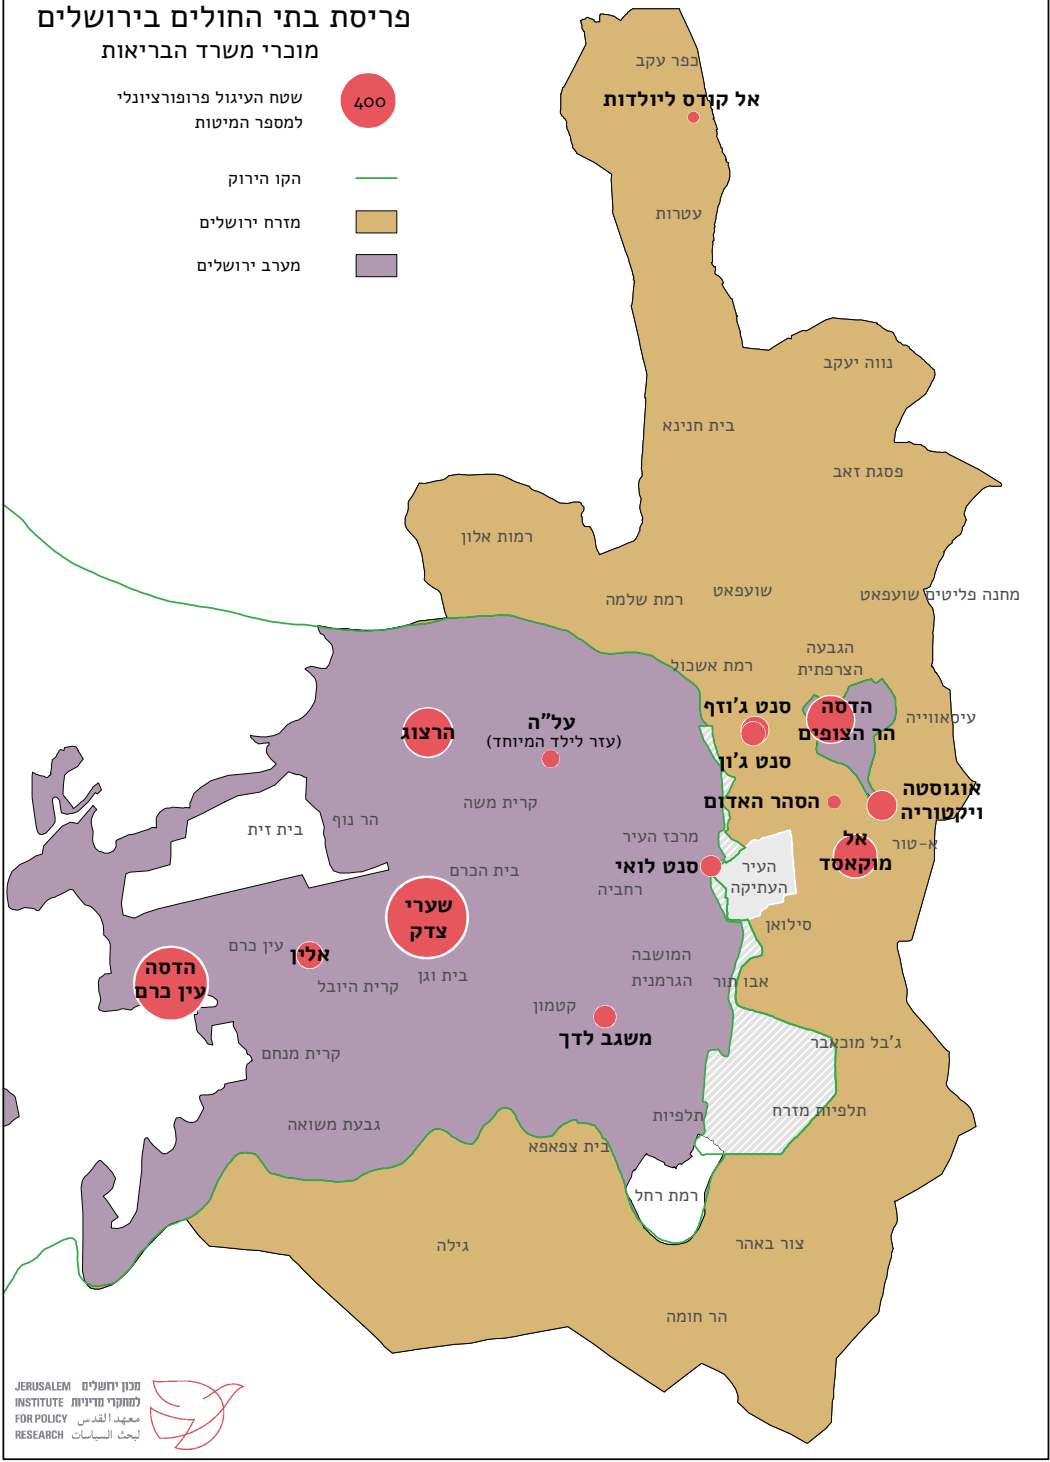 פריסת בתי החולים בירושלים
מוכרי משרד הבריאות
400
שטח העיגול פרופורציונלי
למספר המיטות
הקו הירוק
מזרח ירושלים
מערב ירושלים
כפר עקב
אל קודס ליולדות
עטרות
נווה יעקב
בית חנינא
פסגת זאב
רמות אלון
שועפאט
מחנה פליטים שועפאט
רמת שלמה
הגבעה
הצרפתית
רמת אשכול
סנט ג'וזף
הדסה
הר הצופים
עיסאווייה
הרצוג
על"ה
(עזר לילד המיוחד)
סנט ג'ון
אוגוסטה
ויקטוריה
הסהר האדום
קרית משה
הר נוף
בית זית
מרכז העיר
אל
מוקאסד
א-טור
סנט לואי
העיר
העתיקה
בית הכרם
רחביה
שערי
צדק
סילואן
עין כרם
אלין
המושבה
הגרמנית
הדסה
עין כרם
בית וגן
קרית היובל
אבו תור
קטמון
משגב לדך
ג'בל מוכאבר
קרית מנחם
תלפיות
תלפיות מזרח
גבעת משואה
בית צפאפא
רמת רחל
גילה
צור באהר
הר חומה
JERUSALEM מכון ירושלים
INSTITUTE למחקרי מדיניות
FOR POLICY معهد القدس
RESEARCH لبحث السياسات